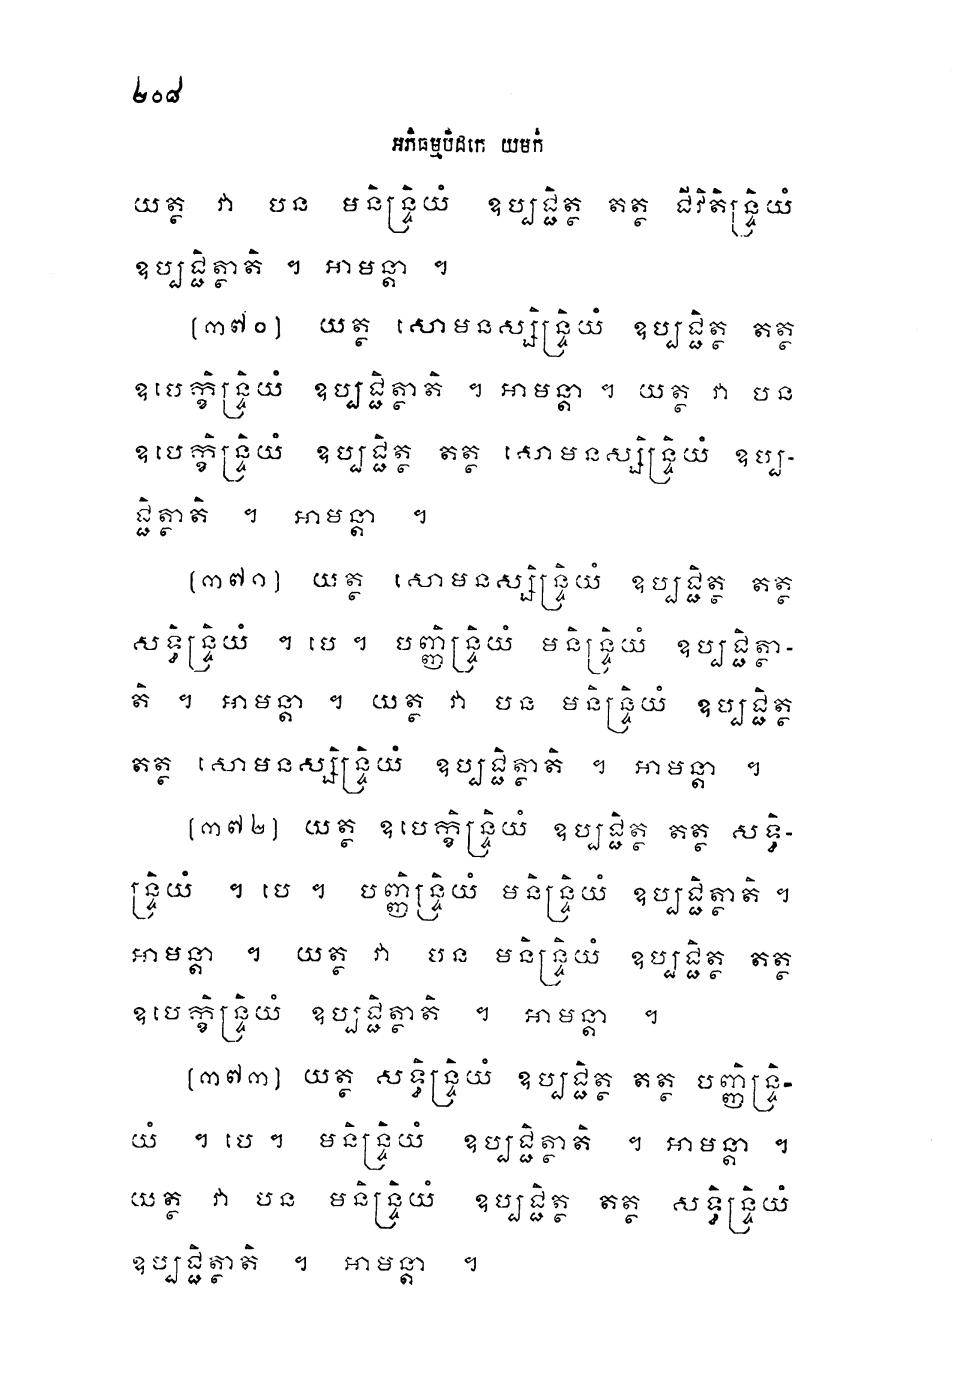 ២០៨
អភិធម្មបិដកេ យមកំ
យត្ថ វា បន មនិន្ទ្រិយំ ឧប្បជ្ជិត្ថ តត្ថ ជីវិតិន្ទ្រិយំ
ឧប្បជ្ជិត្ថាតិ ។ អាមន្តា ។
[៣៧០] យត្ថ សោមនស្សិន្ទ្រិយំ ឧប្បជ្ជិត្ថ តត្ថ
ឧបេក្ខិន្ទ្រិយំ ឧប្បជ្ជិត្ថាតិ ។ អាមន្តា ។ យត្ថ វា បន
ឧបេក្ខិន្ទ្រិយំ ឧប្បជ្ជិត្ថ តត្ថ សោមនស្សិន្ទ្រិយំ ឧប្ប-
ជ្ជិត្ថាតិ ។ អាមន្តា ។
[៣៧១] យត្ថ សោមនស្សិន្ទ្រិយំ ឧប្បជ្ជិត្ថ តត្ថ
សទ្ធិន្ទ្រិយំ ។ បេ ។ បញ្ញិន្ទ្រិយំ មនិន្ទ្រិយំ ឧប្បជ្ជិត្ថា-
តិ ។ អាមន្តា ។ យត្ថ វា បន មនិន្ទ្រិយំ ឧប្បជ្ជិត្ថ
តត្ថ សោមនស្សិន្ទ្រិយំ ឧប្បជ្ជិត្ថាតិ ។ អាមន្តា ។
[៣៧២] យត្ថ ឧបេក្ខិន្ទ្រិយំ ឧប្បជ្ជិត្ថ តត្ថ សទ្ធិ-
ន្ទ្រិយំ ។ បេ ។ បញ្ញិន្ទ្រិយំ មនិន្ទ្រិយំ ឧប្បជ្ជិត្ថាតិ ។
អាមន្តា ។ យត្ថ វា បន មនិន្ទ្រិយំ ឧប្បជ្ជិត្ថ តត្ថ
ឧបេក្ខិន្ទ្រិយំ ឧប្បជ្ជិត្ថាតិ ។ អាមន្តា ។
[៣៧៣] យត្ថ សទ្ធិន្ទ្រិយំ ឧប្បជ្ជិត្ថ តត្ថ បញ្ញិន្ទ្រិ-
យំ ។ បេ ។ មនិន្ទ្រិយំ ឧប្បជ្ជិត្ថាតិ ។ អាមន្តា ។
យត្ថ វា បន មនិន្ទ្រិយំ ឧប្បជ្ជិត្ថ តត្ថ សទ្ធិន្ទ្រិយំ
ឧប្បជ្ជិត្ថាតិ ។ អាមន្តា ។